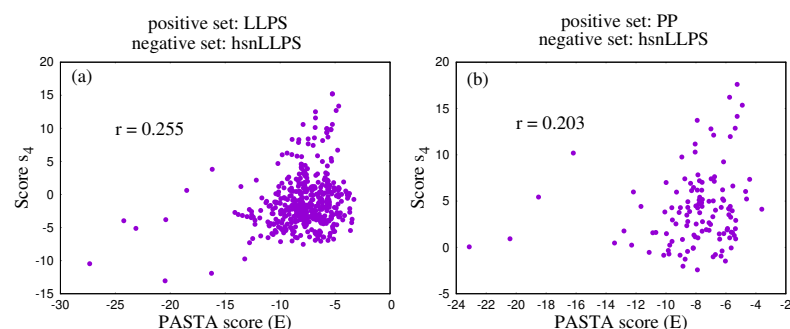 positive set: LLPS
negative set: hsnLLPS
(a)
r = 0.255
Score s4
20
15
10
5
0
-5
-10
-15
-30
-25
-20
-15
-10
-5
0
PASTA score (E)
positive set: PP
negative set: hsnLLPS
(b)
r = 0.203
Score s4
20
15
10
5
0
-5
-24
-22
-20
-18
-16
-14
-12
-10
-8
-6
-4
-2
PASTA score (E)